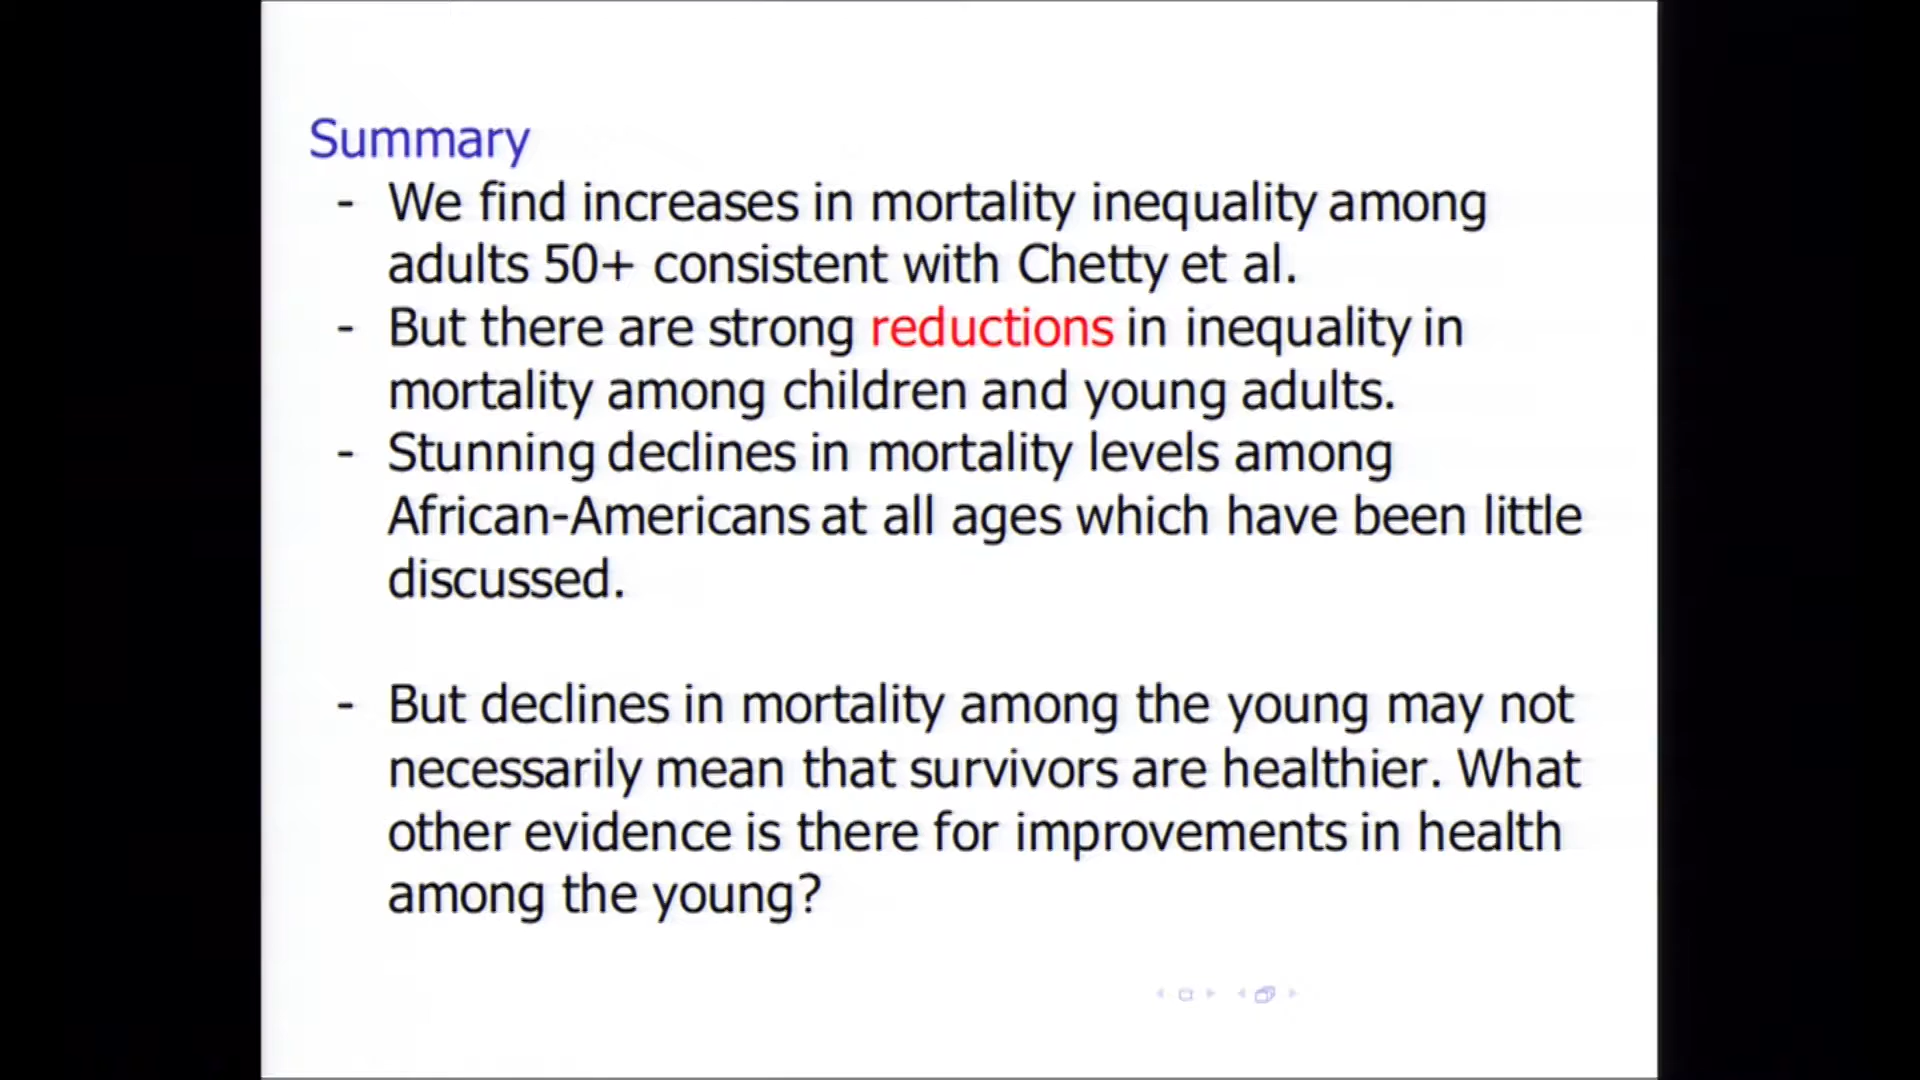 Summary
- We find increases in mortality inequality among
adults 50+ consistent with Chetty et al.
- But there are strong reductions in inequality in
mortality among children and young adults.
- Stunning declines in mortality levels among
African-Americans at all ages which have been little
discussed.
- But declines in mortality among the young may not
necessarily mean that survivors are healthier. What
other evidence is there for improvements in health
among the young?